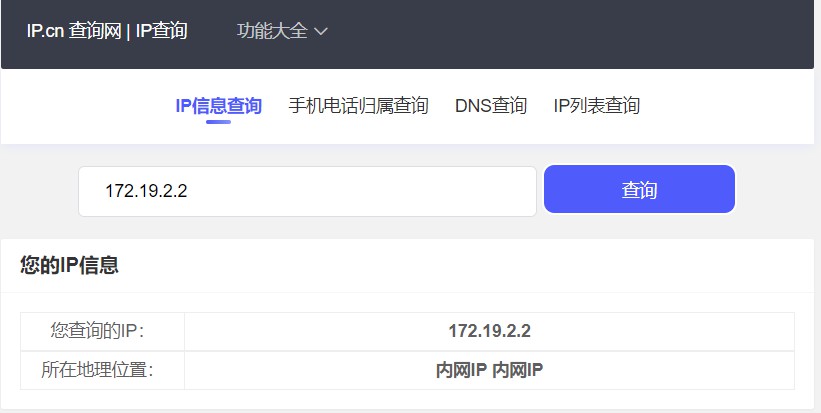 IP.cn 查询网 | IP查询 功能大全
IP信息查询 手机电话归属查询 DNS查询 IP列表查询
172.19.2.2 查询
您的IP信息
您查询的IP： 172.19.2.2
所在地理位置： 内网IP 内网IP